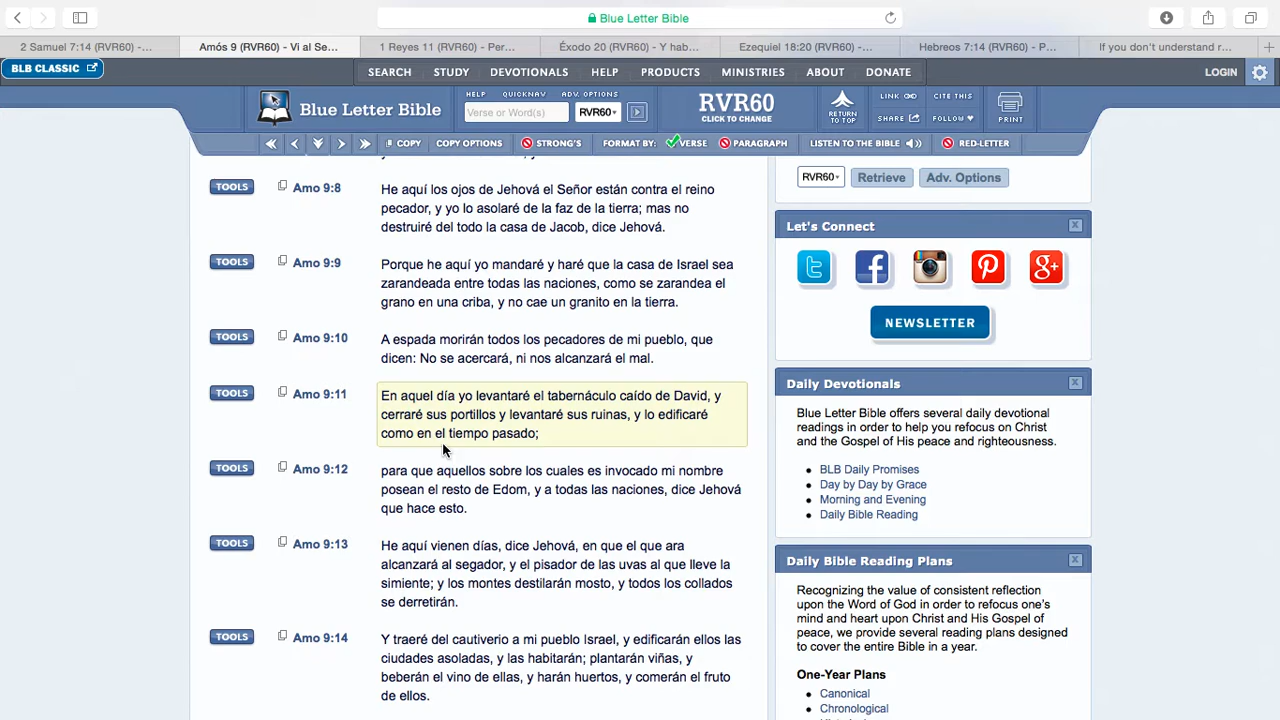 Blue Letter Bible
2 Samuel 7:14 (RVR60) -...
Amós 9 (RVR60) - Vi al Se...
1 Reyes 11 (RVR60) - Per...
Éxodo 20 (RVR60) - Y hab...
Ezequiel 18:20 (RVR60) -...
Hebreos 7:14 (RVR60) - P...
If you don't understand r...
BLB CLASSIC
SEARCH STUDY DEVOTIONALS HELP PRODUCTS MINISTRIES ABOUT DONATE LOGIN
Blue Letter Bible
HELP QUICKNAV ADV. OPTIONS
Verse or Word(s) RVR60
RVR60
CLICK TO CHANGE
RETURN TO TOP
LINK CITE THIS
SHARE FOLLOW
PRINT
COPY COPY OPTIONS STRONG'S FORMAT BY: VERSE PARAGRAPH LISTEN TO THE BIBLE RED-LETTER
TOOLS Amo 9:8
He aquí los ojos de Jehová el Señor están contra el reino
pecador, y yo lo asolaré de la faz de la tierra; mas no
destruiré del todo la casa de Jacob, dice Jehová.
TOOLS Amo 9:9
Porque he aquí yo mandaré y haré que la casa de Israel sea
zarandeada entre todas las naciones, como se zarandea el
grano en una criba, y no cae un granito en la tierra.
TOOLS Amo 9:10
A espada morirán todos los pecadores de mi pueblo, que
dicen: No se acercará, ni nos alcanzará el mal.
TOOLS Amo 9:11
En aquel día yo levantaré el tabernáculo caído de David, y
cerraré sus portillos y levantaré sus ruinas, y lo edificaré
como en el tiempo pasado;
TOOLS Amo 9:12
para que aquellos sobre los cuales es invocado mi nombre
posean el resto de Edom, y a todas las naciones, dice Jehová
que hace esto.
TOOLS Amo 9:13
He aquí vienen días, dice Jehová, en que el que ara
alcanzará al segador, y el pisador de las uvas al que lleve la
simiente; y los montes destilarán mosto, y todos los collados
se derretirán.
TOOLS Amo 9:14
Y traeré del cautiverio a mi pueblo Israel, y edificarán ellos las
ciudades asoladas, y las habitarán; plantarán viñas, y
beberán el vino de ellas, y harán huertos, y comerán el fruto
de ellos.
RVR60 Retrieve Adv. Options
Let's Connect
NEWSLETTER
Daily Devotionals
Blue Letter Bible offers several daily devotional
readings in order to help you refocus on Christ
and the Gospel of His peace and righteousness.
BLB Daily Promises
Day by Day by Grace
Morning and Evening
Daily Bible Reading
Daily Bible Reading Plans
Recognizing the value of consistent reflection
upon the Word of God in order to refocus one's
mind and heart upon Christ and His Gospel of
peace, we provide several reading plans designed
to cover the entire Bible in a year.
One-Year Plans
Canonical
Chronological